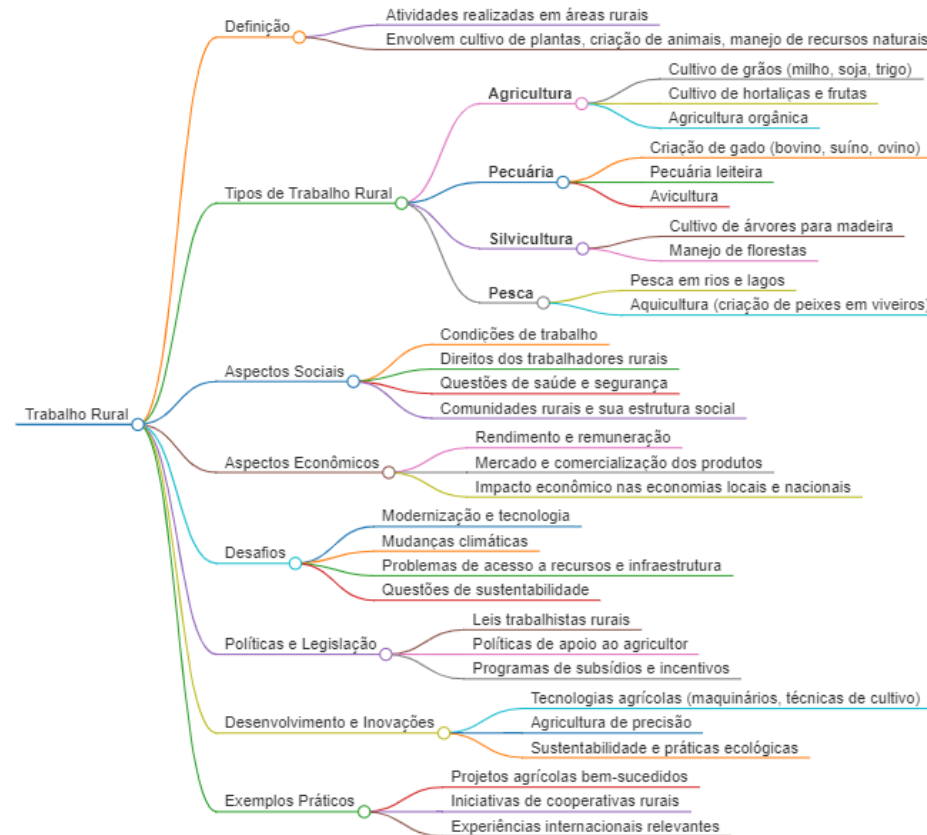 Trabalho Rural
Definição
Atividades realizadas em áreas rurais
Envolvem cultivo de plantas, criação de animais, manejo de recursos naturais
Tipos de Trabalho Rural
Agricultura
Cultivo de grãos (milho, soja, trigo)
Cultivo de hortaliças e frutas
Agricultura orgânica
Pecuária
Criação de gado (bovino, suíno, ovino)
Pecuária leiteira
Avicultura
Silvicultura
Cultivo de árvores para madeira
Manejo de florestas
Pesca
Pesca em rios e lagos
Aquicultura (criação de peixes em viveiros)
Aspectos Sociais
Condições de trabalho
Direitos dos trabalhadores rurais
Questões de saúde e segurança
Comunidades rurais e sua estrutura social
Aspectos Econômicos
Rendimento e remuneração
Mercado e comercialização dos produtos
Impacto econômico nas economias locais e nacionais
Desafios
Modernização e tecnologia
Mudanças climáticas
Problemas de acesso a recursos e infraestrutura
Questões de sustentabilidade
Políticas e Legislação
Leis trabalhistas rurais
Políticas de apoio ao agricultor
Programas de subsídios e incentivos
Desenvolvimento e Inovações
Tecnologias agrícolas (maquinários, técnicas de cultivo)
Agricultura de precisão
Sustentabilidade e práticas ecológicas
Exemplos Práticos
Projetos agrícolas bem-sucedidos
Iniciativas de cooperativas rurais
Experiências internacionais relevantes